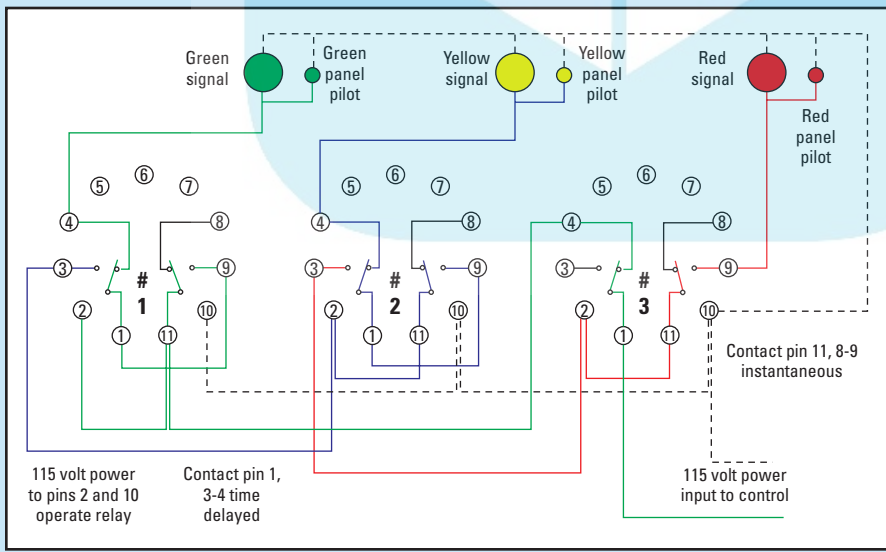 Green
signal
Green
panel
pilot
Yellow
signal
Yellow
panel
pilot
Red
signal
Red
panel
pilot
5 6 7
4 8
3 9
# 1
2 10
1 11
5 6 7
4 8
3 9
# 2
2 10
1 11
5 6 7
4 8
3 9
# 3
2 10
1 11
Contact pin 11, 8-9
instantaneous
115 volt power
to pins 2 and 10
operate relay
Contact pin 1,
3-4 time
delayed
115 volt power
input to control